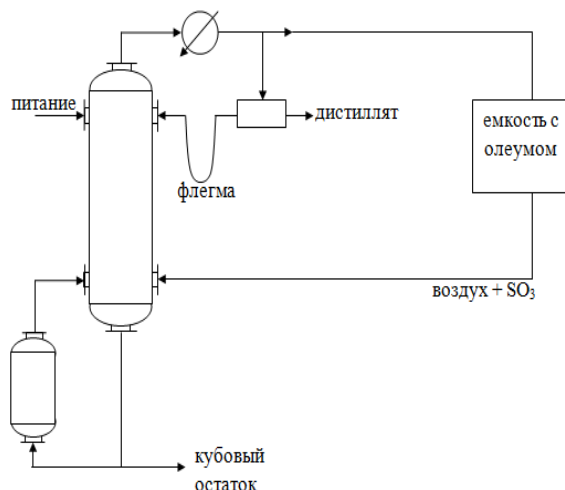 питание
дистиллят
емкость с
олеумом
флегма
воздух + SO₃
кубовый
остаток